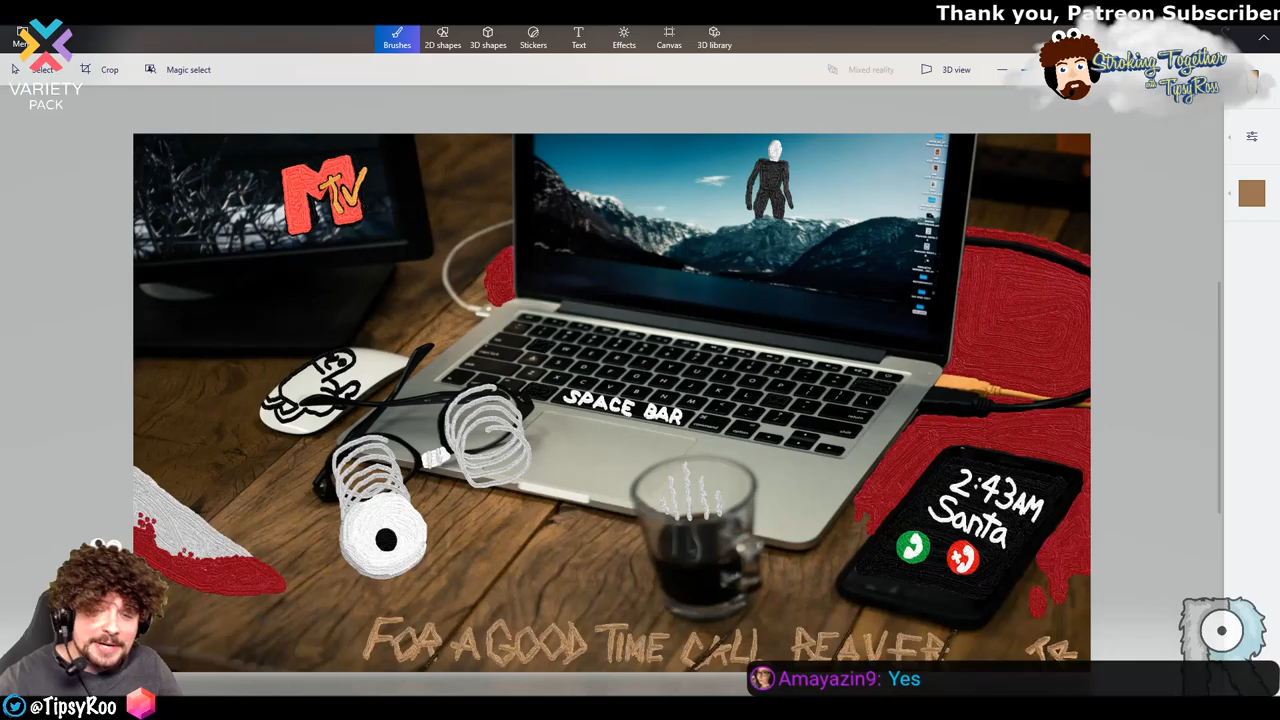 Thank you, Patreon Subscriber
Brushes
2D shapes
3D shapes
Stickers
Text
Effects
Canvas
3D library
Select
Crop
Magic select
Mixed reality
3D view
VARIETY
PACK
Stroking Together
with TipsyRoo
MTV
SPACE BAR
2:43AM
Santa
FOR A GOOD TIME CALL BEAVER:
@TipsyRoo
Amayazin9: Yes